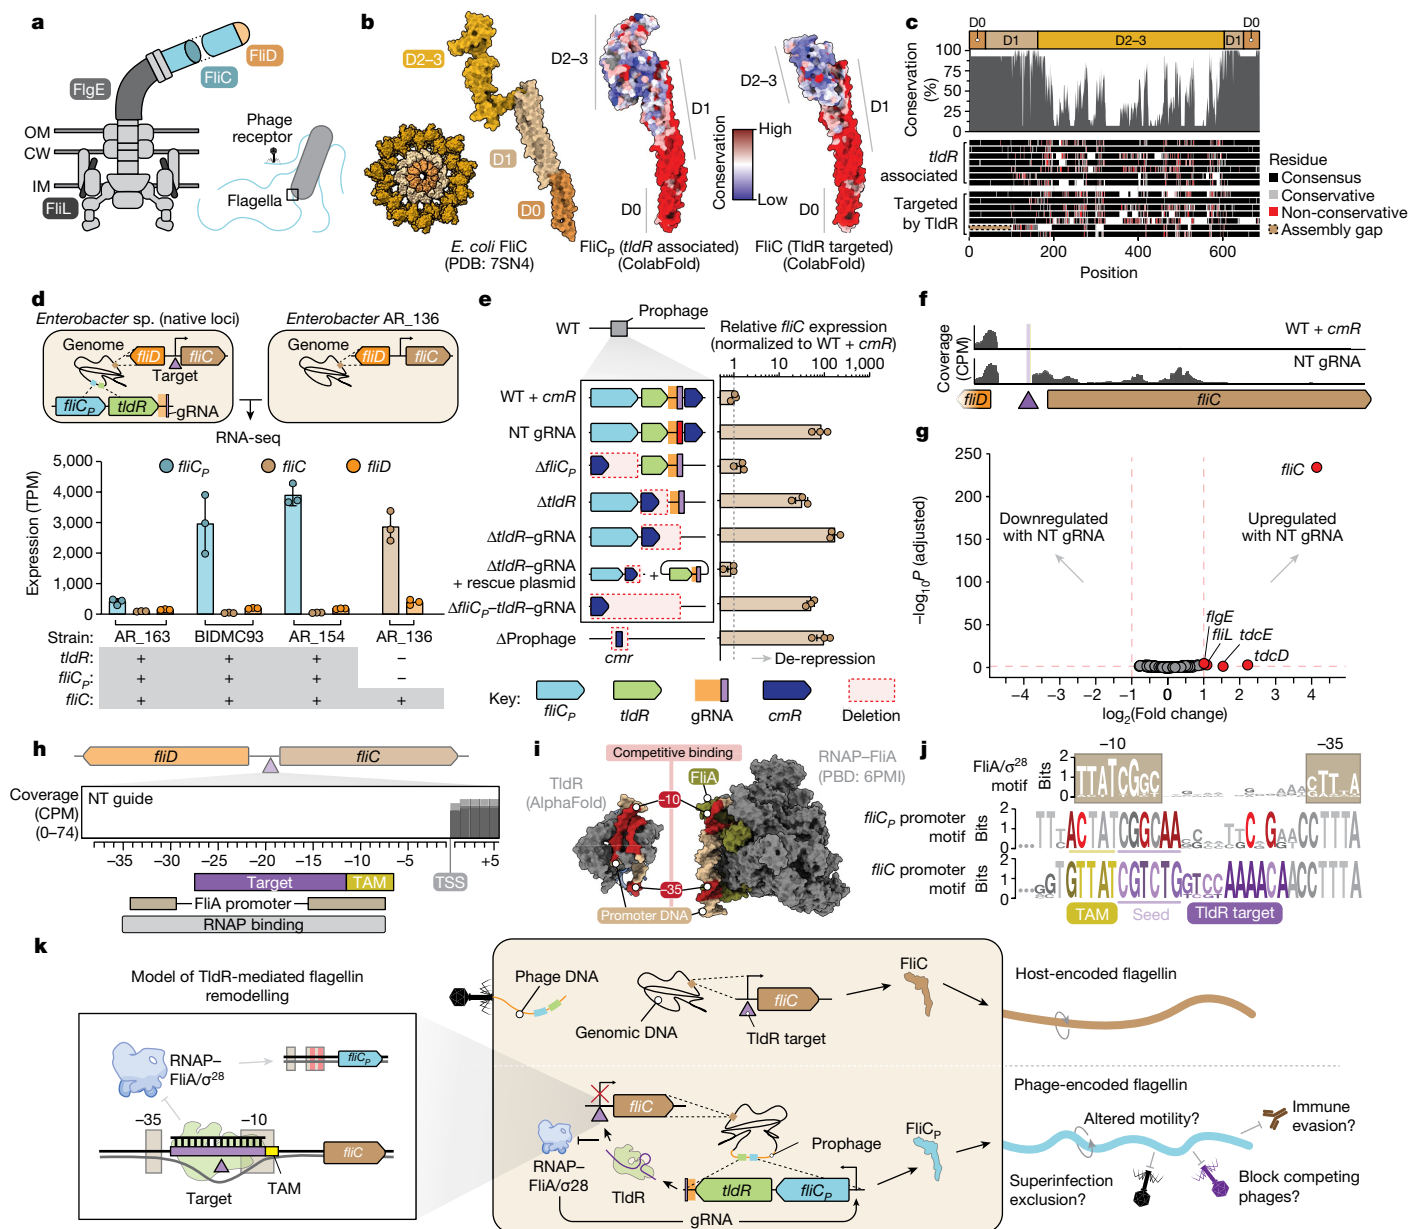 a
FliD
FliC
FlgE
OM
CW
IM
FliL
Phage
receptor
Flagella
b
D2–3
D1
D0
E. coli FliC
(PDB: 7SN4)
D2–3
D1
D0
FliCP (tldR associated)
(ColabFold)
Conservation
High
Low
D2–3
D1
D0
FliC (TldR targeted)
(ColabFold)
c
D0
D0
D1
D2–3
D1
Conservation
(%)
100
75
50
25
0
tldR
associated
Targeted
by TldR
Residue
Consensus
Conservative
Non-conservative
Assembly gap
0
200
400
600
Position
d
Enterobacter sp. (native loci)
Enterobacter AR_136
Genome
fliD
fliC
Target
fliCP
tldR
gRNA
Genome
fliD
fliC
RNA-seq
fliCP
fliC
fliD
Expression (TPM)
5,000
4,000
3,000
2,000
1,000
0
Strain:
AR_163
BIDMC93
AR_154
AR_136
tldR:
+
+
+
–
fliCP:
+
+
+
–
fliC:
+
+
+
+
e
WT
Prophage
Relative fliC expression
(normalized to WT + cmR)
1
10
100
1,000
WT + cmR
NT gRNA
ΔfliCP
ΔtldR
ΔtldR–gRNA
ΔtldR–gRNA
+ rescue plasmid
+
ΔfliCP–tldR–gRNA
ΔProphage
cmr
De-repression
Key:
fliCP
tldR
gRNA
cmR
Deletion
f
Coverage
(CPM)
WT + cmR
NT gRNA
fliD
fliC
g
–log10P (adjusted)
250
200
150
100
50
0
fliC
Downregulated
with NT gRNA
Upregulated
with NT gRNA
flgE
fliL
tdcE
tdcD
–4
–3
–2
–1
0
1
2
3
4
log2(Fold change)
h
fliD
fliC
Coverage
(CPM)
(0–74)
NT guide
–35
–30
–25
–20
–15
–10
–5
+5
Target
TAM
TSS
FliA promoter
RNAP binding
i
Competitive binding
TldR
(AlphaFold)
FliA
RNAP–FliA
(PBD: 6PMI)
–10
–35
Promoter DNA
j
–10
–35
FliA/σ28
motif
Bits
2
1
0
TTATCGGC
CTT A
fliCP promoter
motif
Bits
2
1
0
fliC promoter
motif
Bits
2
1
0
TAM
Seed
TldR target
k
Model of TldR-mediated flagellin
remodelling
RNAP–
FliA/σ28
fliCP
–35
–10
fliC
Target
TAM
Phage DNA
Genomic DNA
fliC
TldR target
FliC
Host-encoded flagellin
fliC
RNAP–
FliA/σ28
TldR
Prophage
tldR
fliCP
gRNA
FliCP
Phage-encoded flagellin
Altered motility?
Immune
evasion?
Superinfection
exclusion?
Block competing
phages?